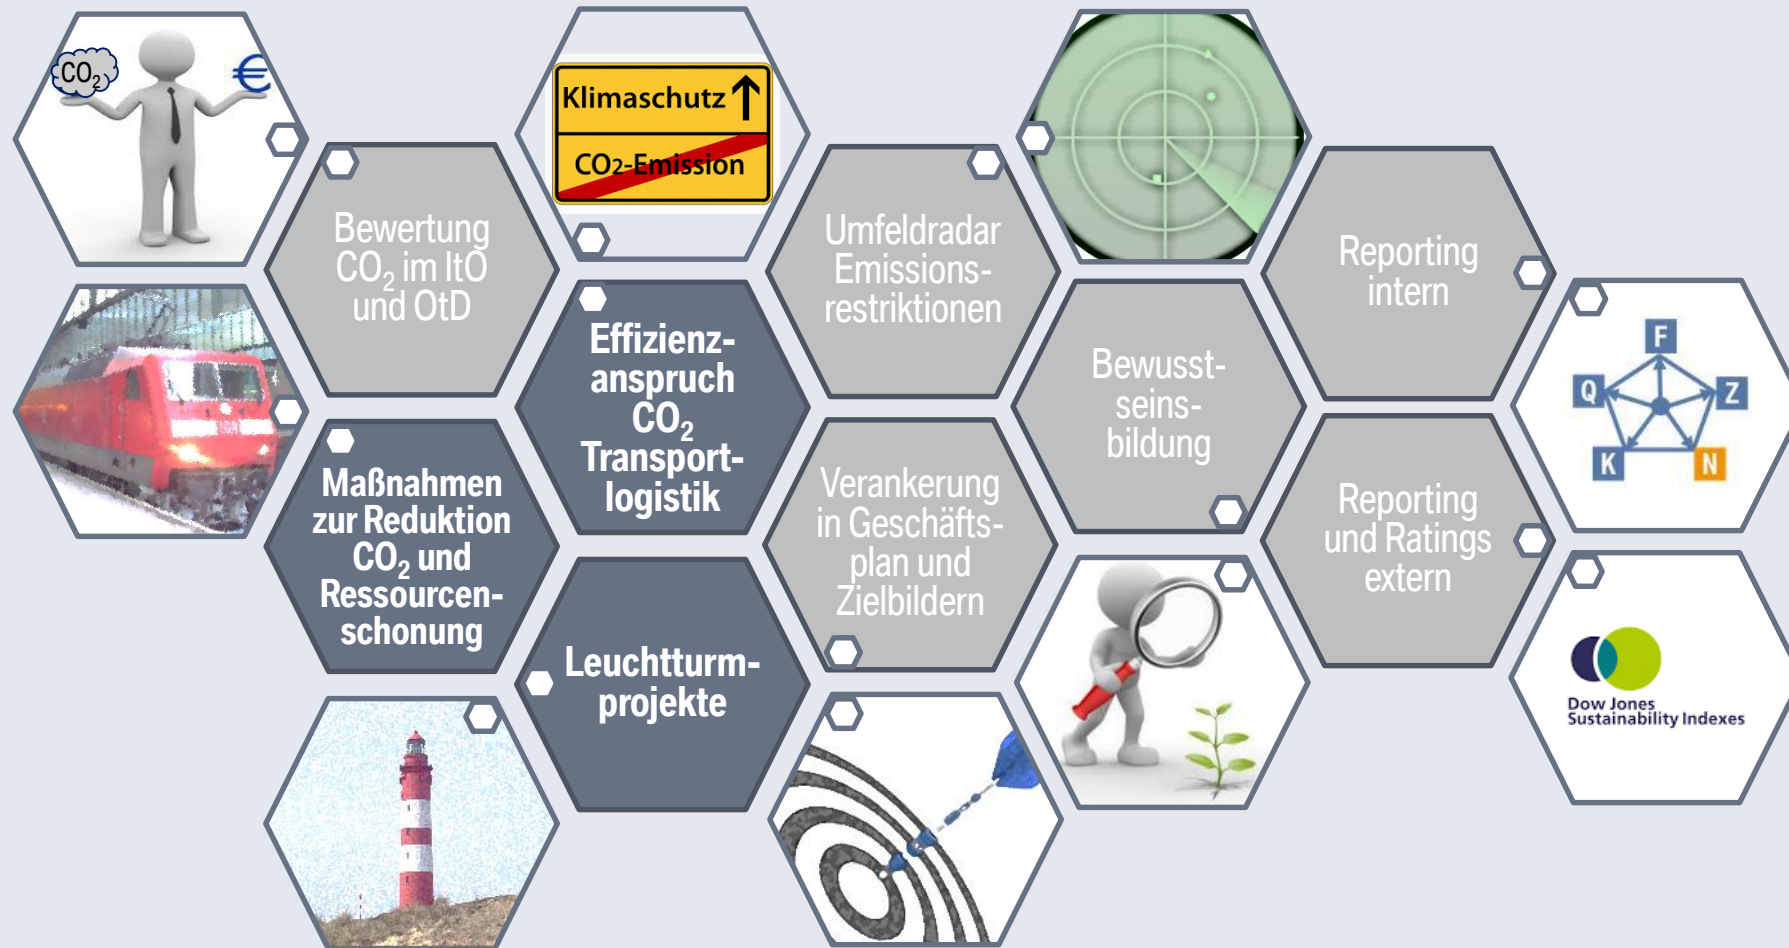 CO₂
€
Klimaschutz ↑
CO2-Emission
Bewertung
CO₂ im ItO
und OtD
Effizienz-
anspruch
CO₂
Transport-
logistik
Umfeldradar
Emissions-
restriktionen
Bewusst-
seins-
bildung
Reporting
intern
Maßnahmen
zur Reduktion
CO₂ und
Ressourcen-
schonung
Leuchtturm-
projekte
Verankerung
in Geschäfts-
plan und
Zielbildern
Reporting
und Ratings
extern
F
Q
Z
K
N
Dow Jones
Sustainability Indexes